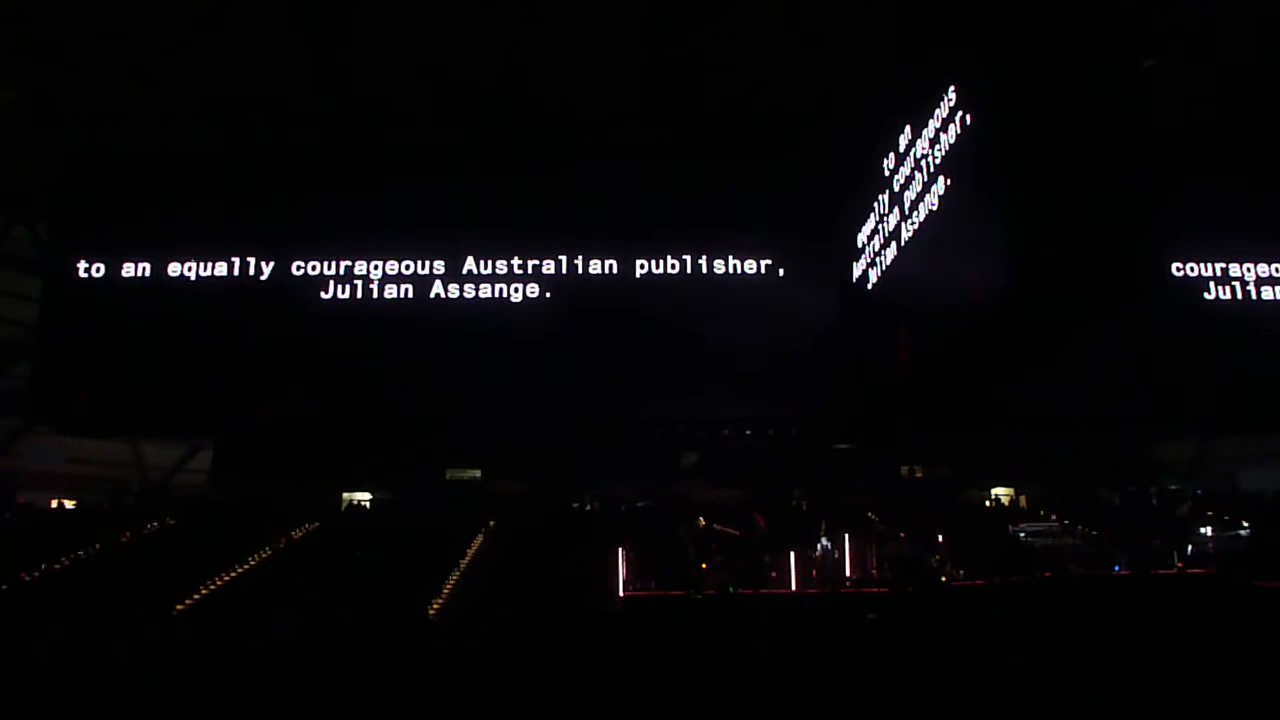 to an equally courageous Australian publisher,
Julian Assange.
to an
equally courageous
Australian publisher,
Julian Assange.
courageo
Julian